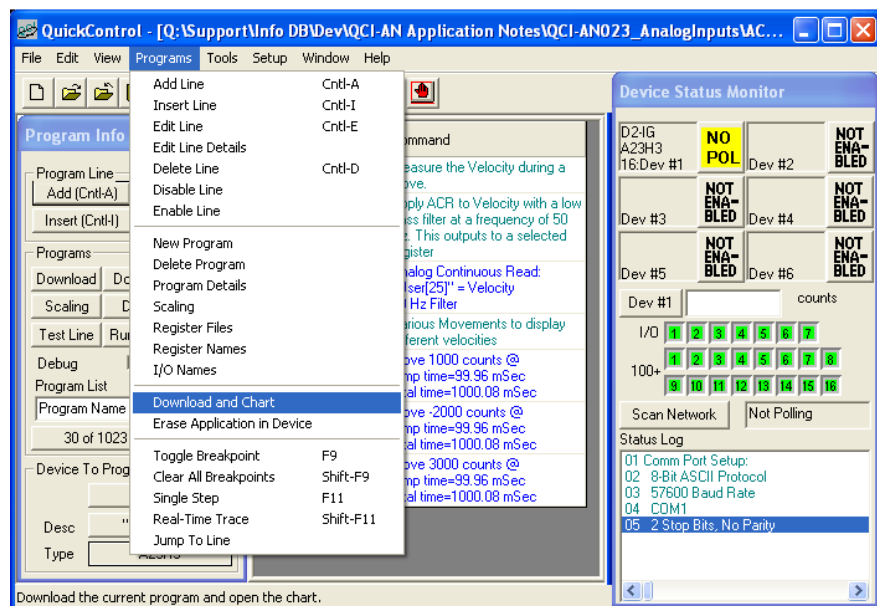 QuickControl - [Q:\Support\Info DB\Dev\QCI-AN Application Notes\QCI-AN023_AnalogInputs\AC...
File Edit View Programs Tools Setup Window Help
Add Line Cntl-A
Insert Line Cntl-I
Edit Line Cntl-E
Edit Line Details
Delete Line Cntl-D
Disable Line
Enable Line
New Program
Delete Program
Program Details
Scaling
Register Files
Register Names
I/O Names
Download and Chart
Erase Application in Device
Toggle Breakpoint F9
Clear All Breakpoints Shift-F9
Single Step F11
Real-Time Trace Shift-F11
Jump To Line
Program Info
Program Line
Add (Cntl-A)
Insert (Cntl-I)
Programs
Download Do
Scaling D
Test Line Ru
Debug
Program List
Program Name
30 of 1023
Device To Prog
Desc "
Type
ommand
easure the Velocity during a
ove.
pply ACR to Velocity with a low
ss filter at a frequency of 50
z. This outputs to a selected
gister
nalog Continuous Read:
ser[25]" = Velocity
Hz Filter
arious Movements to display
ferent velocities
ove 1000 counts @
mp time=99.96 mSec
al time=1000.08 mSec
ove -2000 counts @
mp time=99.96 mSec
al time=1000.08 mSec
ove 3000 counts @
mp time=99.96 mSec
al time=1000.08 mSec
Device Status Monitor
D2-IG
A23H3
16:Dev #1
NO
POL
Dev #2
NOT
ENA-
BLED
Dev #3
NOT
ENA-
BLED
Dev #4
NOT
ENA-
BLED
Dev #5
NOT
ENA-
BLED
Dev #6
NOT
ENA-
BLED
Dev #1 counts
I/O 1 2 3 4 5 6 7
100+ 1 2 3 4 5 6 7 8
9 10 11 12 13 14 15 16
Scan Network Not Polling
Status Log
01 Comm Port Setup:
02 8-Bit ASCII Protocol
03 57600 Baud Rate
04 COM1
05 2 Stop Bits, No Parity
Download the current program and open the chart.